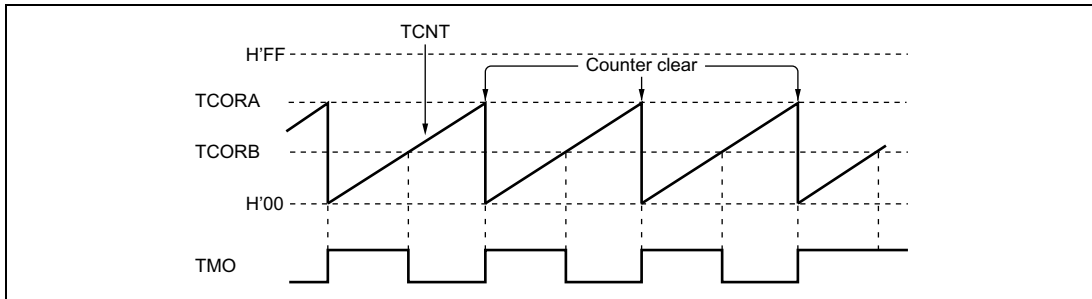 TCNT
H'FF
Counter clear
TCORA
TCORB
H'00
TMO